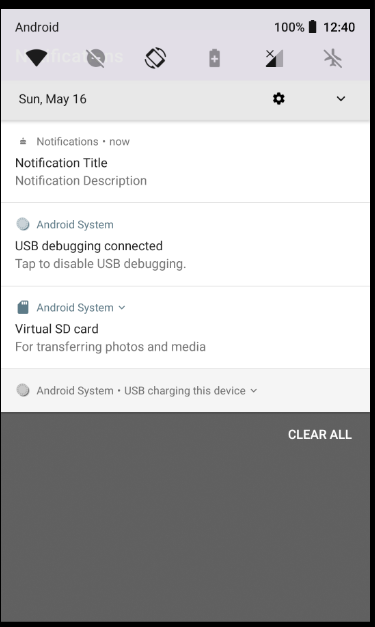 Android 100% 12:40
Notifications
Sun, May 16
Notifications • now
Notification Title
Notification Description
Android System
USB debugging connected
Tap to disable USB debugging.
Android System
Virtual SD card
For transferring photos and media
Android System • USB charging this device
CLEAR ALL